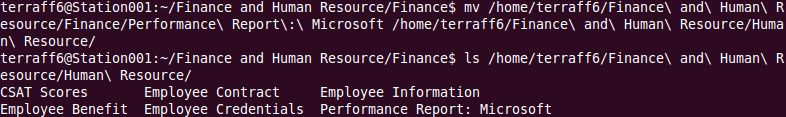 terraff6@Station001:~/Finance and Human Resource/Finance$ mv /home/terraff6/Finance\ and\ Human\ R
esource/Finance/Performance\ Report\:\ Microsoft /home/terraff6/Finance\ and\ Human\ Resource/Huma
n\ Resource/
terraff6@Station001:~/Finance and Human Resource/Finance$ ls /home/terraff6/Finance\ and\ Human\ R
esource/Human\ Resource/
CSAT Scores       Employee Contract     Employee Information
Employee Benefit  Employee Credentials  Performance Report: Microsoft